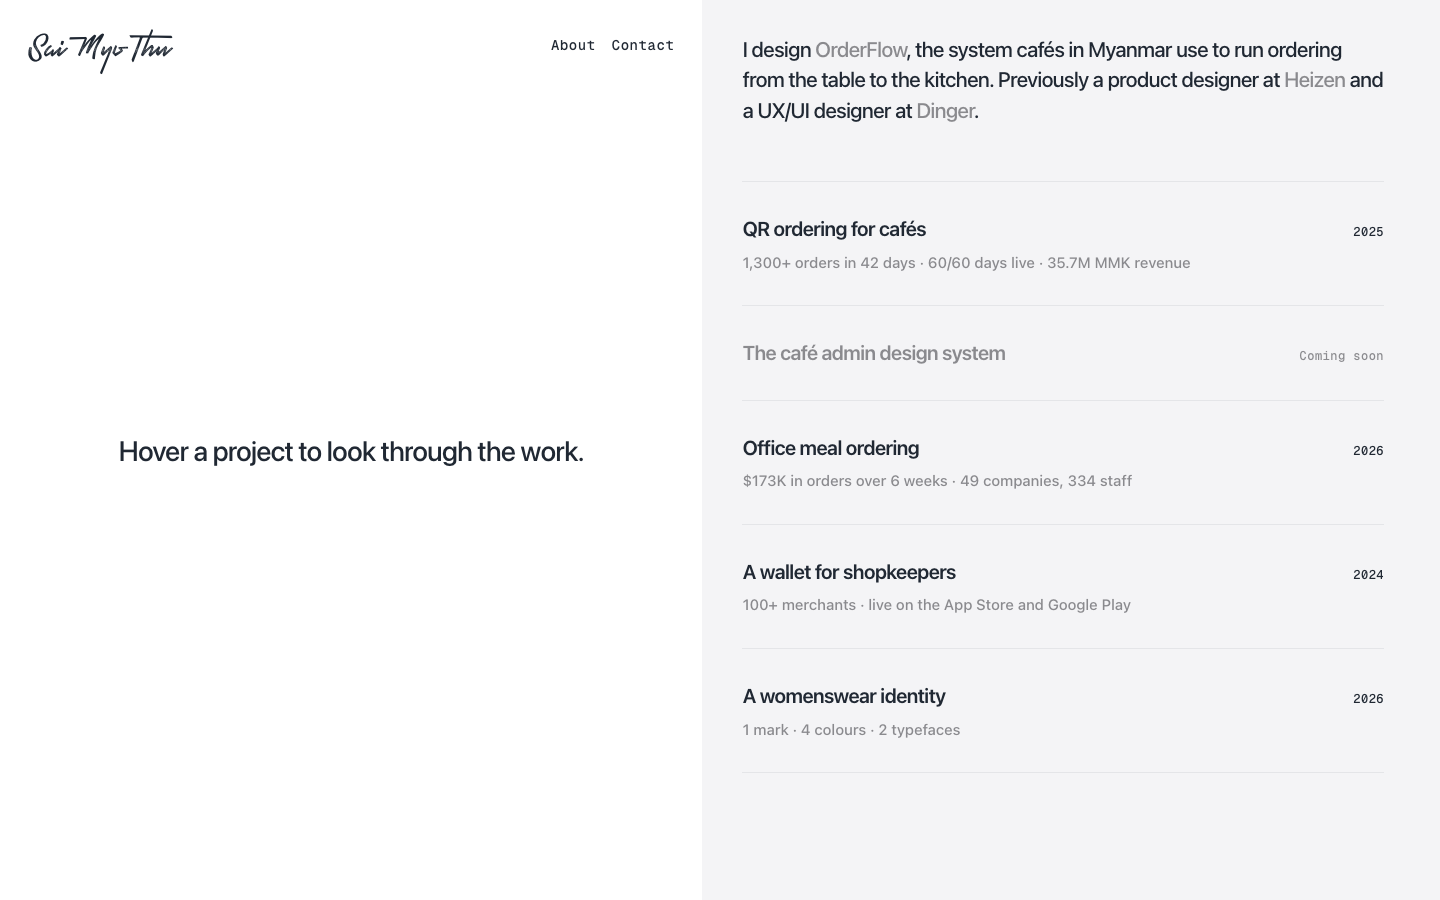 Sai Myo Thu
About Contact
Hover a project to look through the work.
I design OrderFlow, the system cafés in Myanmar use to run ordering
from the table to the kitchen. Previously a product designer at Heizen and
a UX/UI designer at Dinger.
QR ordering for cafés 2025
1,300+ orders in 42 days · 60/60 days live · 35.7M MMK revenue
The café admin design system Coming soon
Office meal ordering 2026
$173K in orders over 6 weeks · 49 companies, 334 staff
A wallet for shopkeepers 2024
100+ merchants · live on the App Store and Google Play
A womenswear identity 2026
1 mark · 4 colours · 2 typefaces